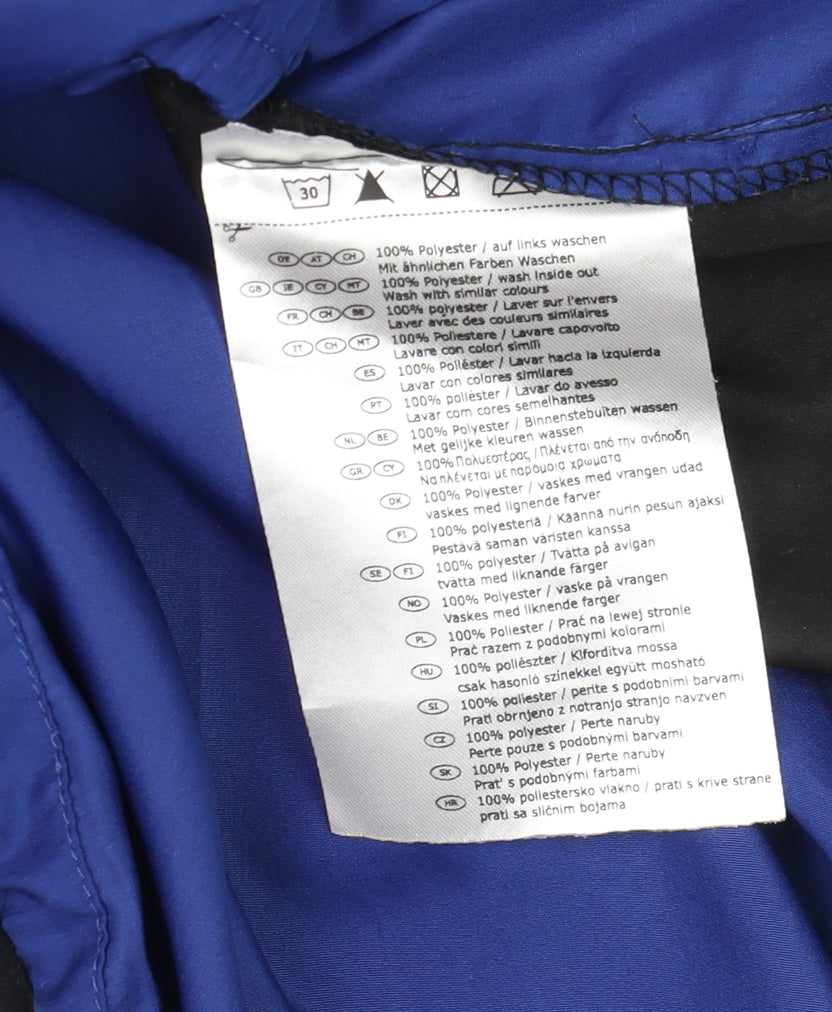 30
DE AT CH 100% Polyester / auf links waschen
Mit ähnlichen Farben Waschen
GB IE CY MT 100% Polyester / wash inside out
Wash with similar colours
FR CH BE 100% polyester / Laver sur l'envers
Laver avec des couleurs similaires
IT CH MT 100% Poliestere / Lavare capovolto
Lavare con colori simili
ES 100% Poliéster / Lavar hacia la izquierda
Lavar con colores similares
PT 100% poliéster / Lavar do avesso
Lavar com cores semelhantes
NL BE 100% Polyester / Binnenstebuiten wassen
Met gelijke kleuren wassen
GR CY 100% Πολυεστέρας / Πλένεται από την ανάποδη
Να πλένεται με παρόμοια χρώματα
DK 100% Polyester / vaskes med vrangen udad
vaskes med lignende farver
FI 100% polyesteriä / Käännä nurin pesun ajaksi
Pestävä saman väristen kanssa
SE FI 100% polyester / Tvätta på avigan
tvätta med liknande färger
NO 100% Polyester / vaske på vrangen
Vaskes med liknende farger
PL 100% Poliester / Prać na lewej stronie
Prać razem z podobnymi kolorami
HU 100% poliészter / Kifordítva mossa
csak hasonló színekkel együtt mosható
SI 100% poliester / perite s podobnimi barvami
Prati obrnjeno z notranjo stranjo navzven
CZ 100% polyester / Perte naruby
Perte pouze s podobnými barvami
SK 100% Polyester / Perte naruby
Prať s podobnými farbami
HR 100% poliestersko vlakno / prati s krive strane
prati sa sličnim bojama